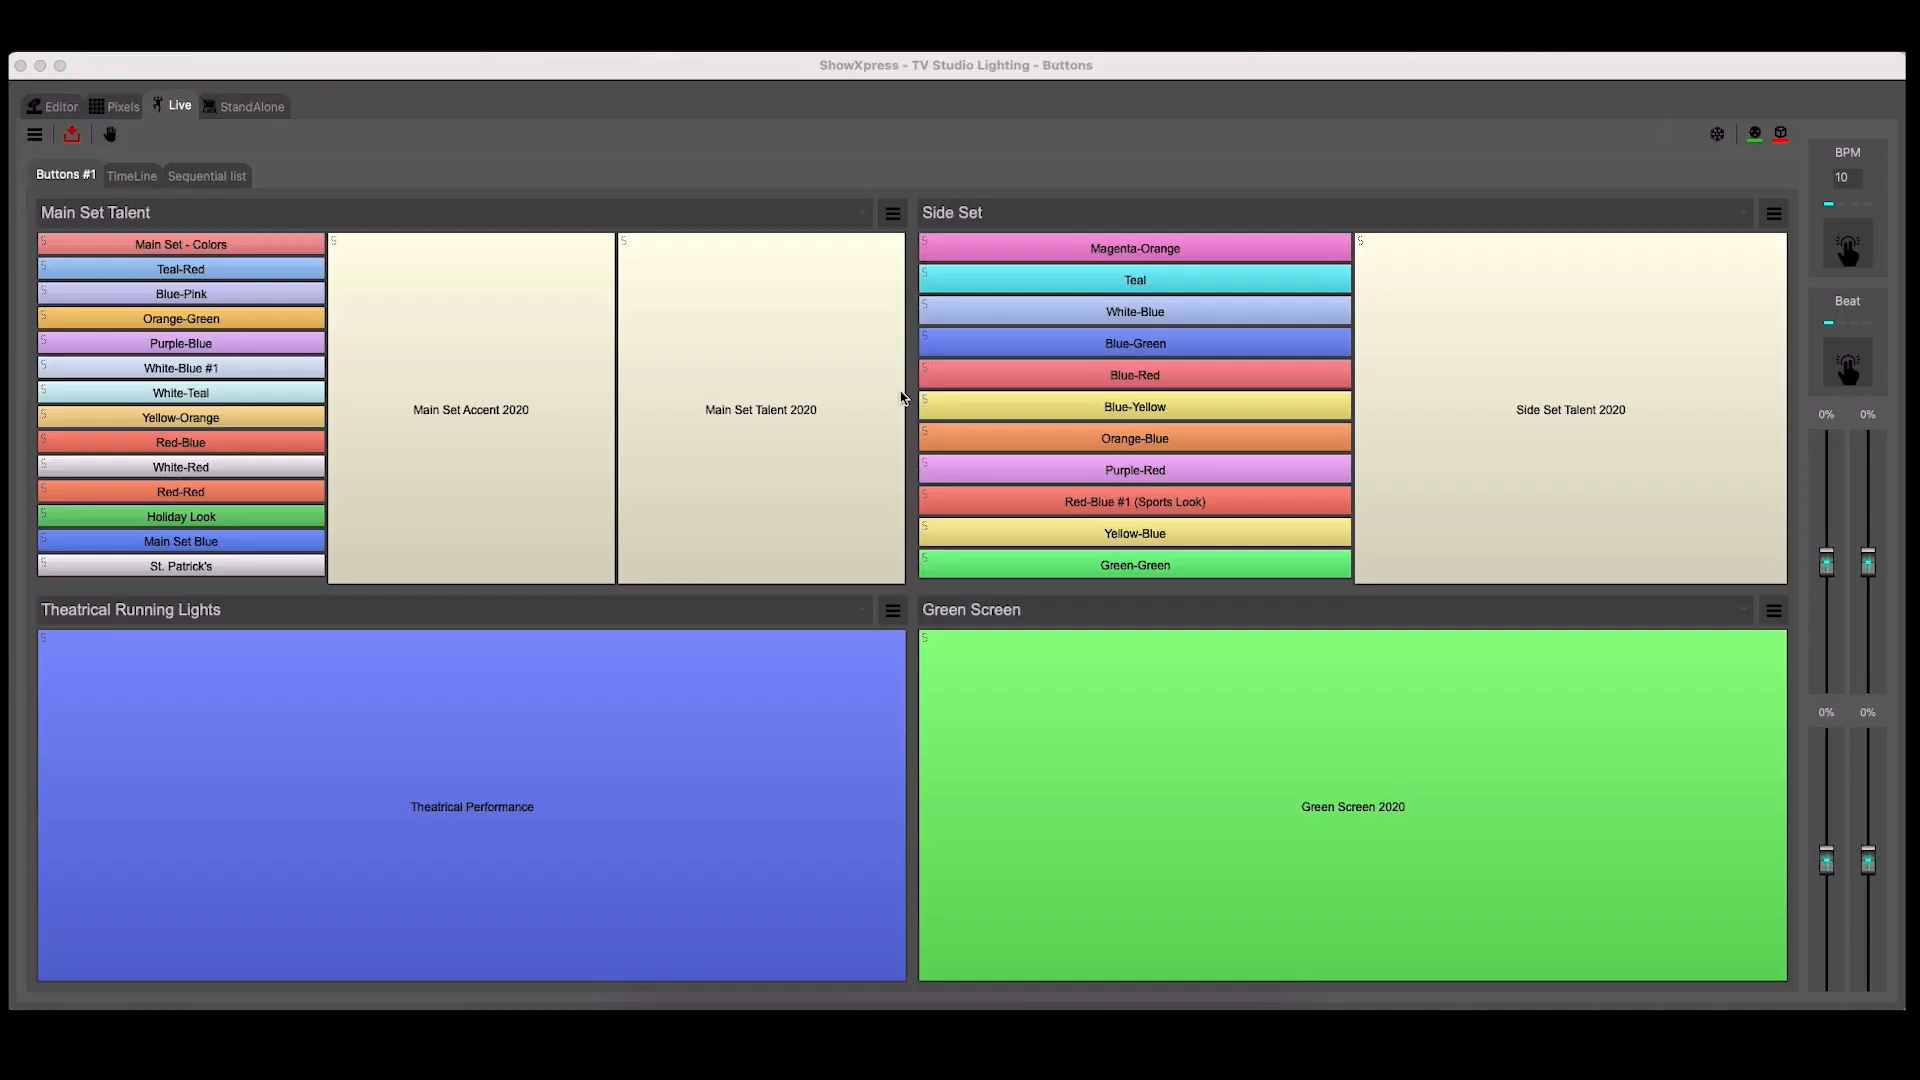 ShowXpress - TV Studio Lighting - Buttons
Editor
Pixels
Live
StandAlone
Buttons #1
TimeLine
Sequential list
BPM
10
Beat
0%
0%
0%
0%
Main Set Talent
S
Main Set - Colors
S
Teal-Red
S
Blue-Pink
S
Orange-Green
S
Purple-Blue
S
White-Blue #1
S
White-Teal
S
Yellow-Orange
S
Red-Blue
S
White-Red
S
Red-Red
S
Holiday Look
S
Main Set Blue
S
St. Patrick's
S
Main Set Accent 2020
S
Main Set Talent 2020
Side Set
S
Magenta-Orange
S
Teal
S
White-Blue
S
Blue-Green
S
Blue-Red
S
Blue-Yellow
S
Orange-Blue
S
Purple-Red
S
Red-Blue #1 (Sports Look)
S
Yellow-Blue
S
Green-Green
S
Side Set Talent 2020
Theatrical Running Lights
S
Theatrical Performance
Green Screen
S
Green Screen 2020